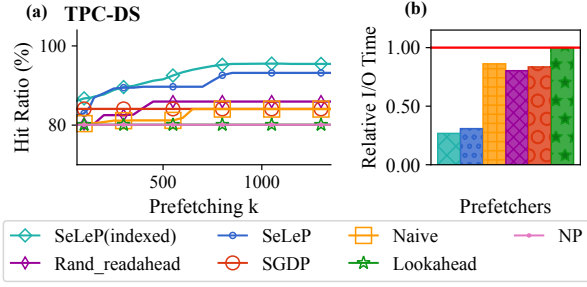 (a) TPC-DS
100
80
Hit Ratio (%)
500 1000
Prefetching k
(b)
1.00
0.50
0.00
Relative I/O Time
Prefetchers
SeLeP(indexed) SeLeP Naive NP
Rand_readahead SGDP Lookahead